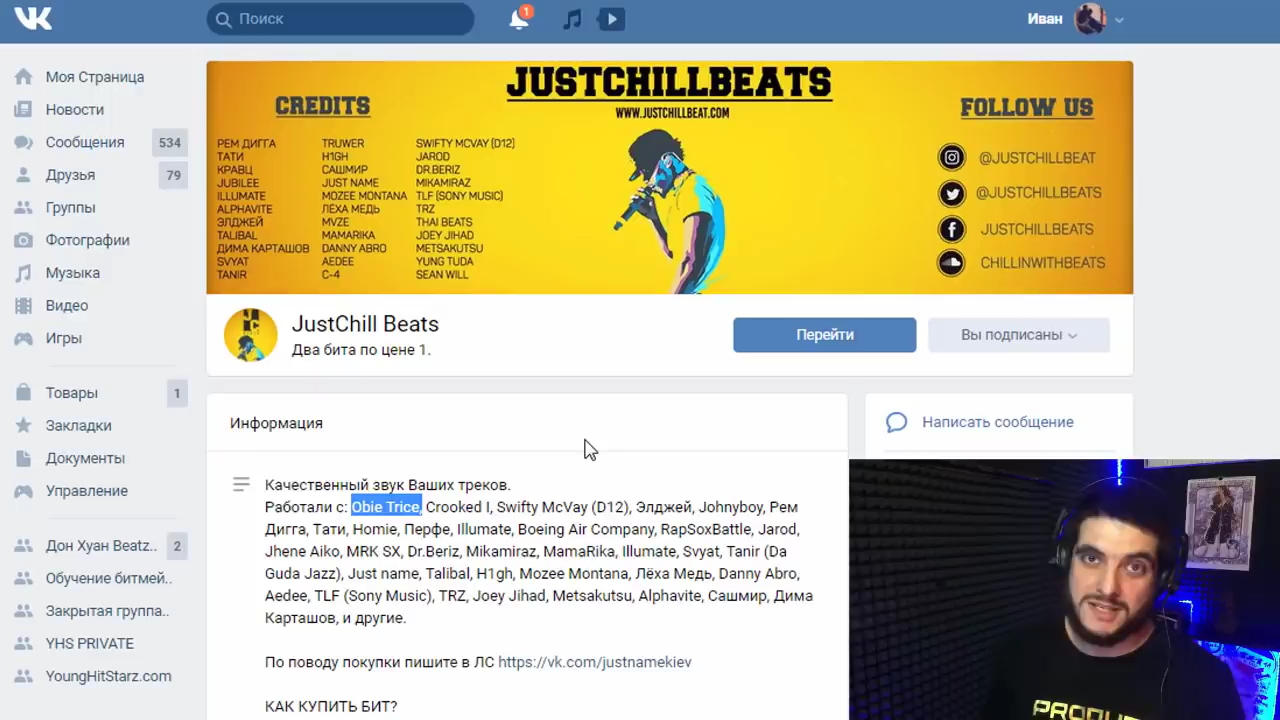 Поиск
1
Иван
Моя Страница
Новости
Сообщения 534
Друзья 79
Группы
Фотографии
Музыка
Видео
Игры
Товары 1
Закладки
Документы
Управление
Дон Хуан Beatz.. 2
Обучение битмей..
Закрытая группа..
YHS PRIVATE
YoungHitStarz.com
JUSTCHILLBEATS
WWW.JUSTCHILLBEAT.COM
CREDITS
РЕМ ДИГГА TRUWER SWIFTY MCVAY (D12)
ТАТИ H1GH JAROD
КРАВЦ САШМИР DR.BERIZ
JUBILEE JUST NAME MIKAMIRAZ
ILLUMATE MOZEE MONTANA TLF (SONY MUSIC)
ALPHAVITE ЛЁХА МЕДЬ TRZ
ЭЛДЖЕЙ MVZE THAI BEATS
TALIBAL MAMARIKA JOEY JIHAD
ДИМА КАРТАШОВ DANNY ABRO METSAKUTSU
SVYAT AEDEE YUNG TUDA
TANIR C-4 SEAN WILL
FOLLOW US
@JUSTCHILLBEAT
@JUSTCHILLBEATS
JUSTCHILLBEATS
CHILLINWITHBEATS
JustChill Beats
Два бита по цене 1.
Перейти
Вы подписаны
Информация
Написать сообщение
Качественный звук Ваших треков.
Работали с: Obie Trice, Crooked I, Swifty McVay (D12), Элджей, Johnyboy, Рем
Дигга, Тати, Homie, Перфе, Illumate, Boeing Air Company, RapSoxBattle, Jarod,
Jhene Aiko, MRK SX, Dr.Beriz, Mikamiraz, MamaRika, Illumate, Svyat, Tanir (Da
Guda Jazz), Just name, Talibal, H1gh, Mozee Montana, Лёха Медь, Danny Abro,
Aedee, TLF (Sony Music), TRZ, Joey Jihad, Metsakutsu, Alphavite, Сашмир, Дима
Карташов, и другие.
По поводу покупки пишите в ЛС https://vk.com/justnamekiev
КАК КУПИТЬ БИТ?